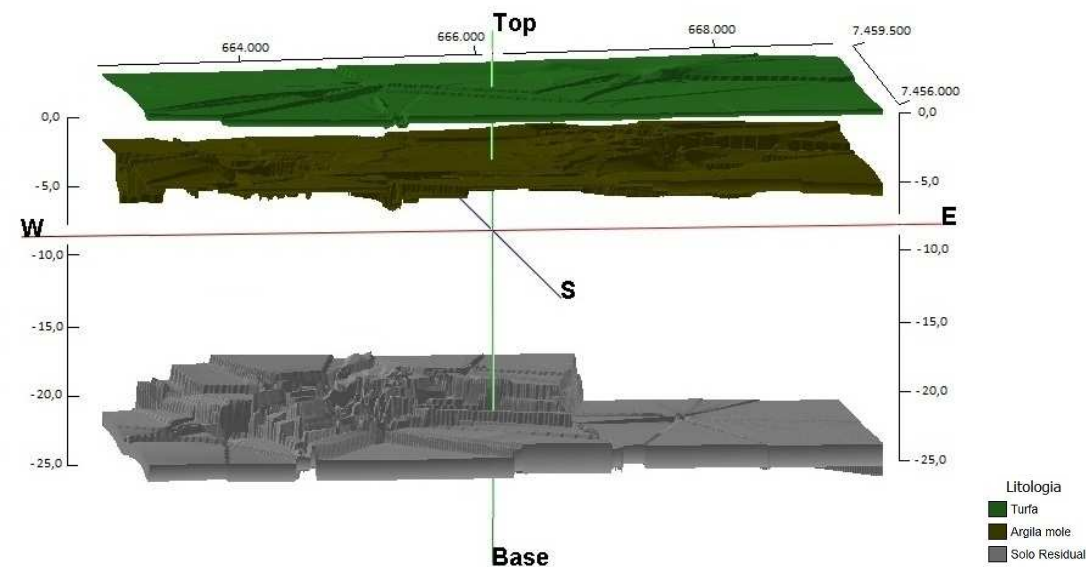 Top
664.000
666.000
668.000
7.459.500
7.456.000
0,0
0,0
-5,0
-5,0
W
E
-10,0
-10,0
S
-15,0
-15,0
-20,0
-20,0
-25,0
-25,0
Litologia
Turfa
Argila mole
Solo Residual
Base